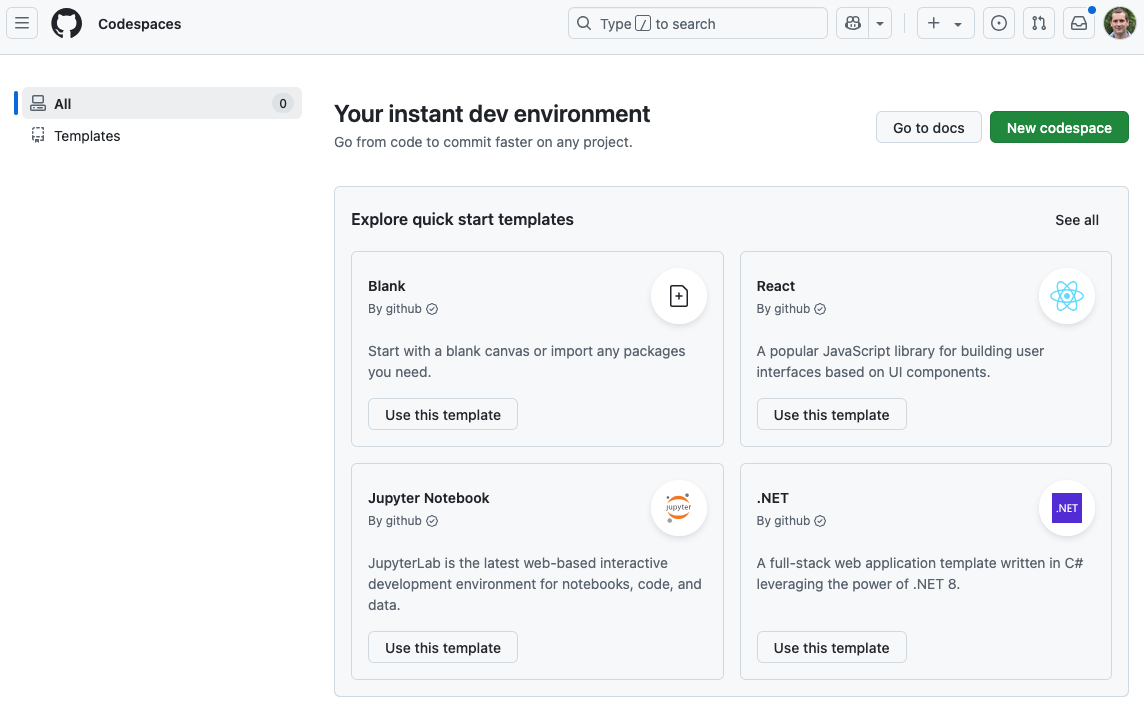 Codespaces
Type / to search
All 0
Templates
Your instant dev environment
Go from code to commit faster on any project.
Go to docs
New codespace
Explore quick start templates
See all
Blank
By github
Start with a blank canvas or import any packages
you need.
Use this template
React
By github
A popular JavaScript library for building user
interfaces based on UI components.
Use this template
Jupyter Notebook
By github
jupyter
JupyterLab is the latest web-based interactive
development environment for notebooks, code, and
data.
Use this template
.NET
By github
.NET
A full-stack web application template written in C#
leveraging the power of .NET 8.
Use this template